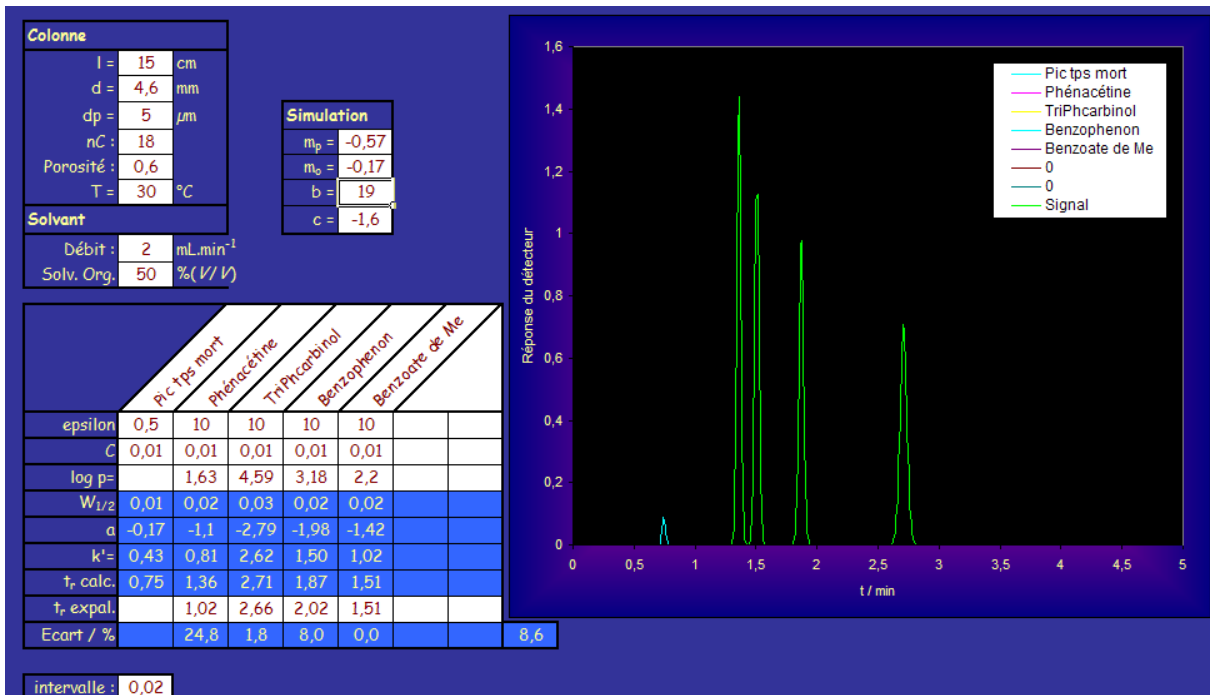 Colonne
l = 15 cm
d = 4,6 mm
dp = 5 µm
nC : 18
Porosité : 0,6
T = 30 °C
Solvant
Débit : 2 mL.min-1
Solv. Org. 50 %(V/V)
Simulation
mp = -0,57
mo = -0,17
b = 19
c = -1,6
Pic tps mort Phénacétine TriPhcarbinol Benzophenon Benzoate de Me
epsilon 0,5 10 10 10 10
C 0,01 0,01 0,01 0,01 0,01
log p= 1,63 4,59 3,18 2,2
W1/2 0,01 0,02 0,03 0,02 0,02
a -0,17 -1,1 -2,79 -1,98 -1,42
k'= 0,43 0,81 2,62 1,50 1,02
tr calc. 0,75 1,36 2,71 1,87 1,51
tr expal. 1,02 2,66 2,02 1,51
Ecart / % 24,8 1,8 8,0 0,0 8,6
intervalle : 0,02
Réponse du détecteur
1,6
1,4
1,2
1
0,8
0,6
0,4
0,2
0
0 0,5 1 1,5 2 2,5 3 3,5 4 4,5 5
t / min
Pic tps mort
Phénacétine
TriPhcarbinol
Benzophenon
Benzoate de Me
0
0
Signal